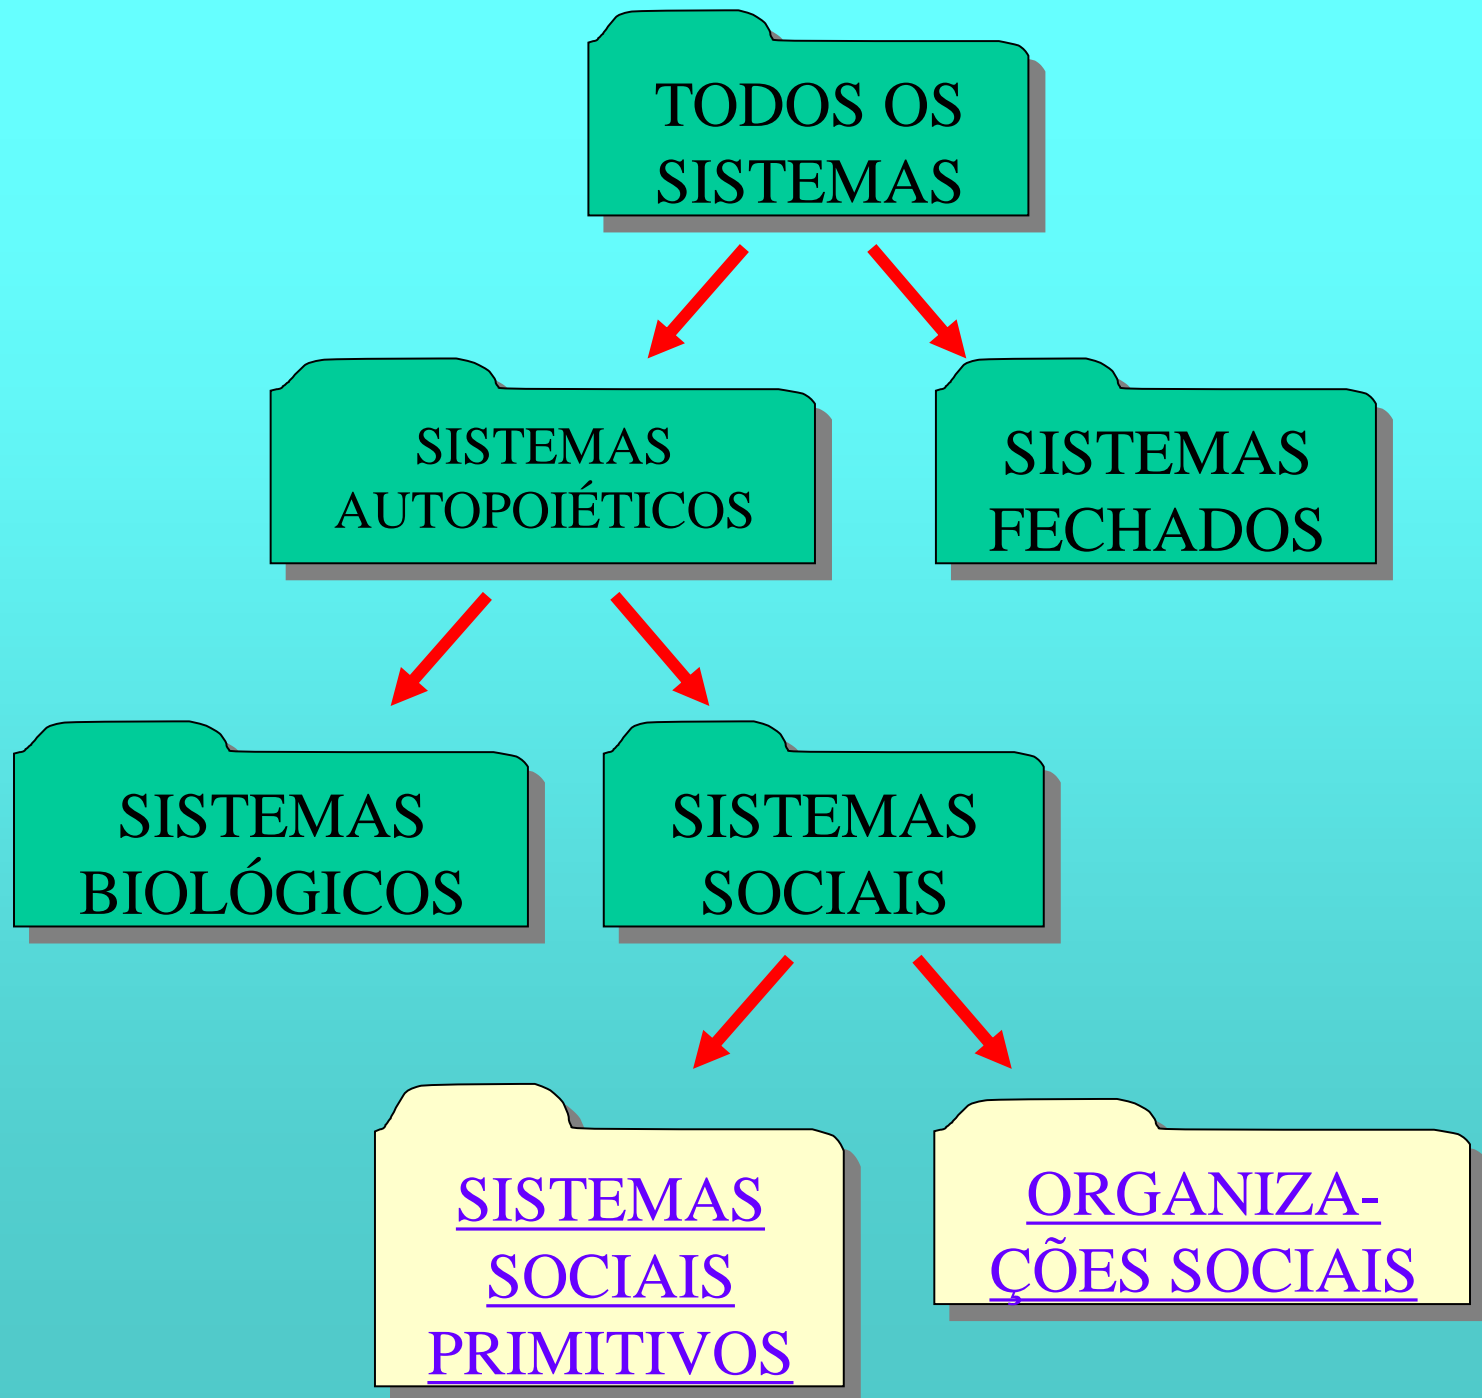 TODOS OS
SISTEMAS
SISTEMAS
AUTOPOIÉTICOS
SISTEMAS
FECHADOS
SISTEMAS
BIOLÓGICOS
SISTEMAS
SOCIAIS
SISTEMAS
SOCIAIS
PRIMITIVOS
ORGANIZA-
ÇÕES SOCIAIS